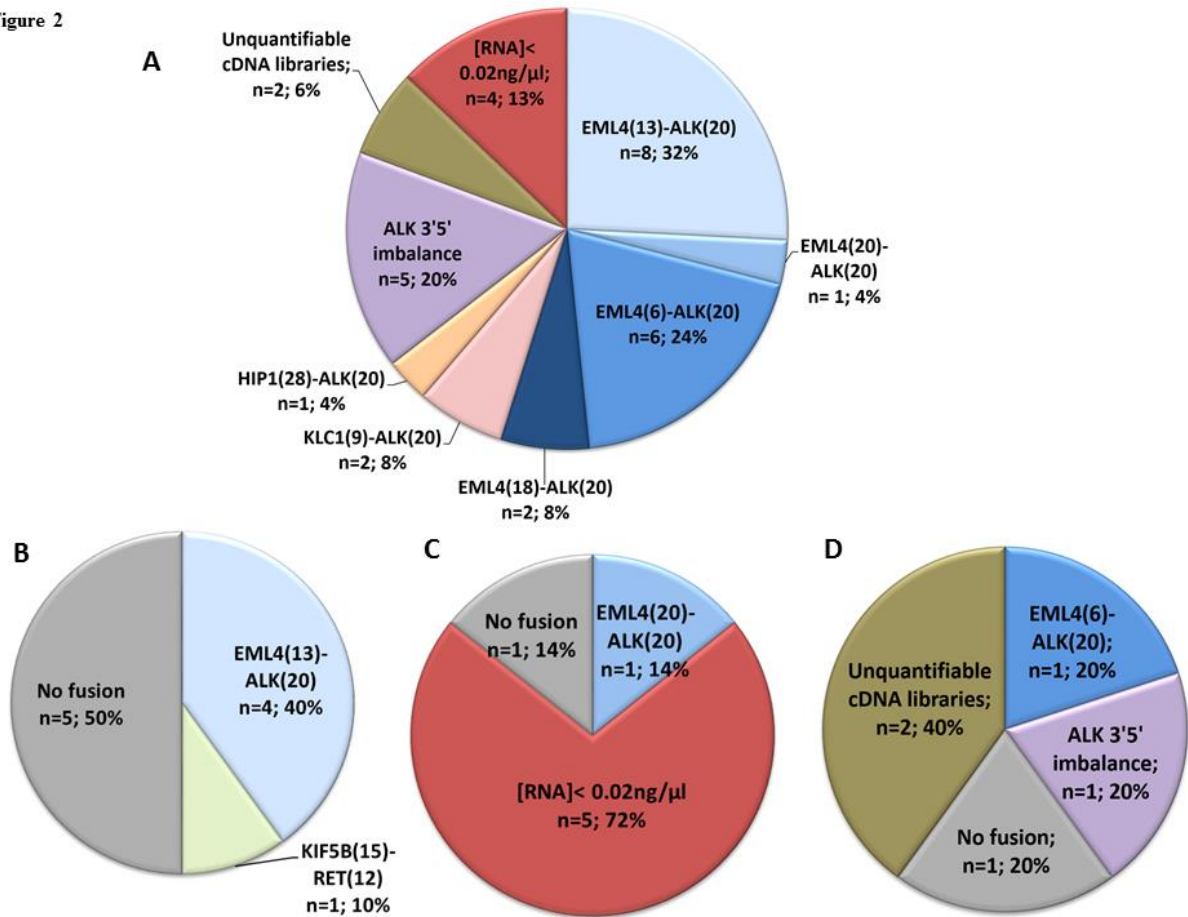 igure 2
A
Unquantifiable
cDNA libraries;
n=2; 6%
[RNA]<
0.02ng/µl;
n=4; 13%
EML4(13)-ALK(20)
n=8; 32%
EML4(20)-
ALK(20)
n= 1; 4%
EML4(6)-ALK(20)
n=6; 24%
ALK 3'5'
imbalance
n=5; 20%
HIP1(28)-ALK(20)
n=1; 4%
KLC1(9)-ALK(20)
n=2; 8%
EML4(18)-ALK(20)
n=2; 8%
B
No fusion
n=5; 50%
EML4(13)-
ALK(20)
n=4; 40%
KIF5B(15)-
RET(12)
n=1; 10%
C
No fusion
n=1; 14%
EML4(20)-
ALK(20)
n=1; 14%
[RNA]< 0.02ng/µl
n=5; 72%
D
Unquantifiable
cDNA libraries;
n=2; 40%
EML4(6)-
ALK(20);
n=1; 20%
ALK 3'5'
imbalance;
n=1; 20%
No fusion;
n=1; 20%